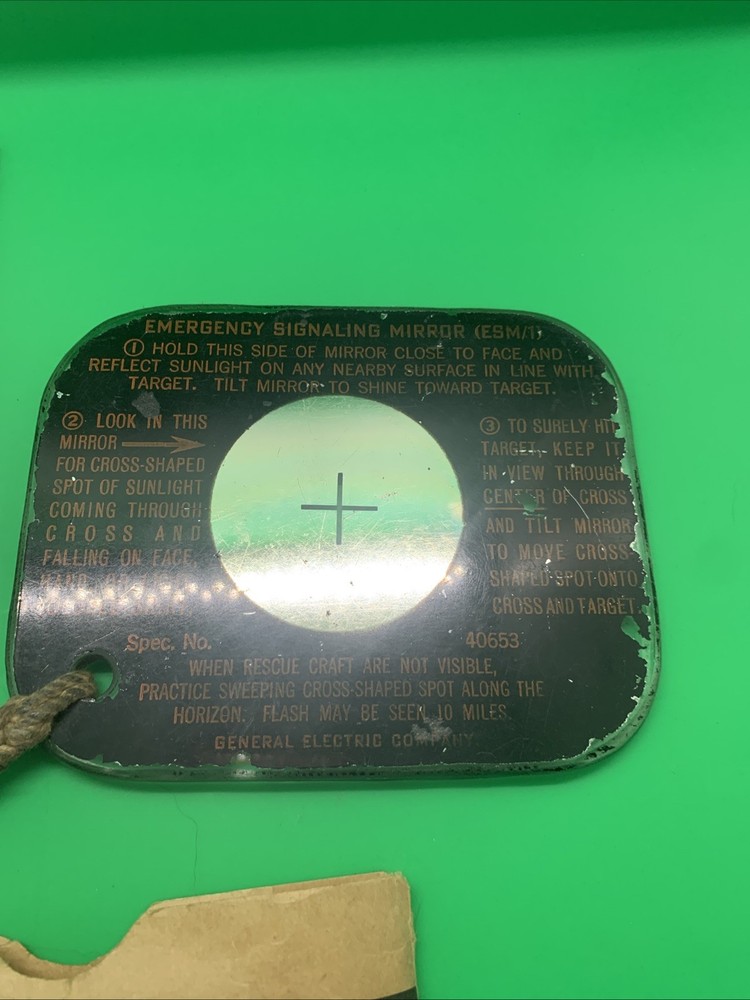 EMERGENCY SIGNALING MIRROR (ESM/1)
① HOLD THIS SIDE OF MIRROR CLOSE TO FACE AND
REFLECT SUNLIGHT ON ANY NEARBY SURFACE IN LINE WITH
TARGET. TILT MIRROR TO SHINE TOWARD TARGET.
② LOOK IN THIS
MIRROR
FOR CROSS-SHAPED
SPOT OF SUNLIGHT
COMING THROUGH
CROSS AND
FALLING ON FACE,
③ TO SURELY HIT
TARGET, KEEP IT
IN VIEW THROUGH
CENTER OF CROSS
AND TILT MIRROR
TO MOVE CROSS-
SHAPED SPOT ONTO
CROSS AND TARGET.
Spec. No. 40653
WHEN RESCUE CRAFT ARE NOT VISIBLE,
PRACTICE SWEEPING CROSS-SHAPED SPOT ALONG THE
HORIZON. FLASH MAY BE SEEN 10 MILES.
GENERAL ELECTRIC COMPANY